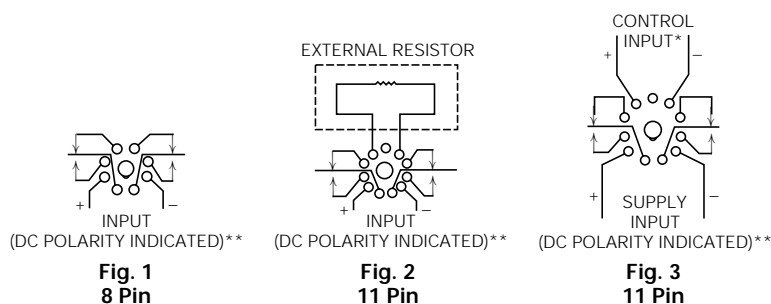 EXTERNAL RESISTOR
+ −
INPUT
(DC POLARITY INDICATED)**
Fig. 1
8 Pin
+ −
INPUT
(DC POLARITY INDICATED)**
Fig. 2
11 Pin
CONTROL
INPUT*
+ −
+ −
SUPPLY
INPUT
(DC POLARITY INDICATED)**
Fig. 3
11 Pin